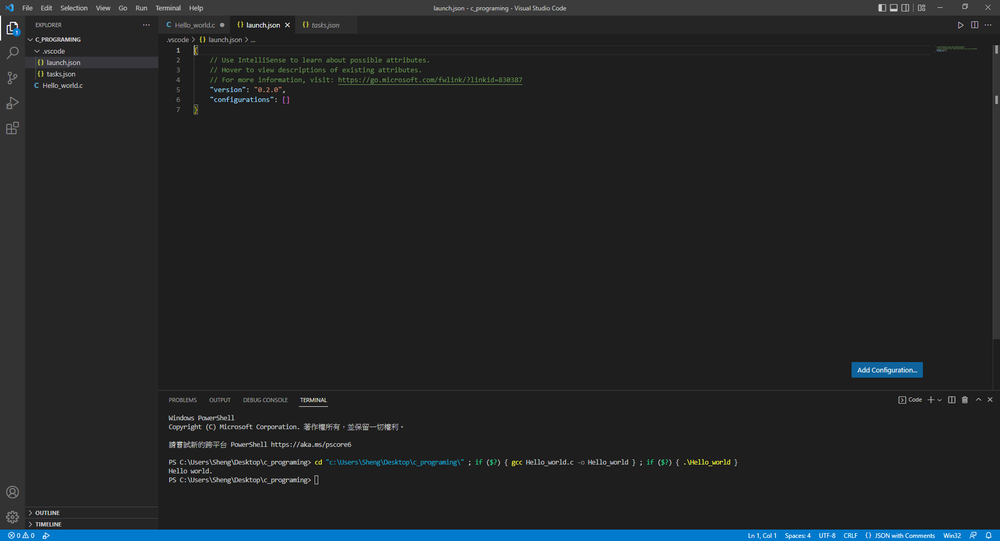 File Edit Selection View Go Run Terminal Help
launch.json - c_programing - Visual Studio Code
EXPLORER
1
C_PROGRAMING
.vscode
launch.json
tasks.json
Hello_world.c
Hello_world.c
launch.json
tasks.json
.vscode > launch.json > ...
1 {
2 // Use IntelliSense to learn about possible attributes.
3 // Hover to view descriptions of existing attributes.
4 // For more information, visit: https://go.microsoft.com/fwlink/?linkid=830387
5 "version": "0.2.0",
6 "configurations": []
7 }
Add Configuration...
PROBLEMS OUTPUT DEBUG CONSOLE TERMINAL
Code
Windows PowerShell
Copyright (C) Microsoft Corporation. 著作權所有，並保留一切權利。
請嘗試新的跨平台 PowerShell https://aka.ms/pscore6
PS C:\Users\Sheng\Desktop\c_programing> cd "c:\Users\Sheng\Desktop\c_programing\" ; if ($?) { gcc Hello_world.c -o Hello_world } ; if ($?) { .\Hello_world }
Hello world.
PS C:\Users\Sheng\Desktop\c_programing>
OUTLINE
TIMELINE
0 0
Ln 1, Col 1 Spaces: 4 UTF-8 CRLF {} JSON with Comments Win32